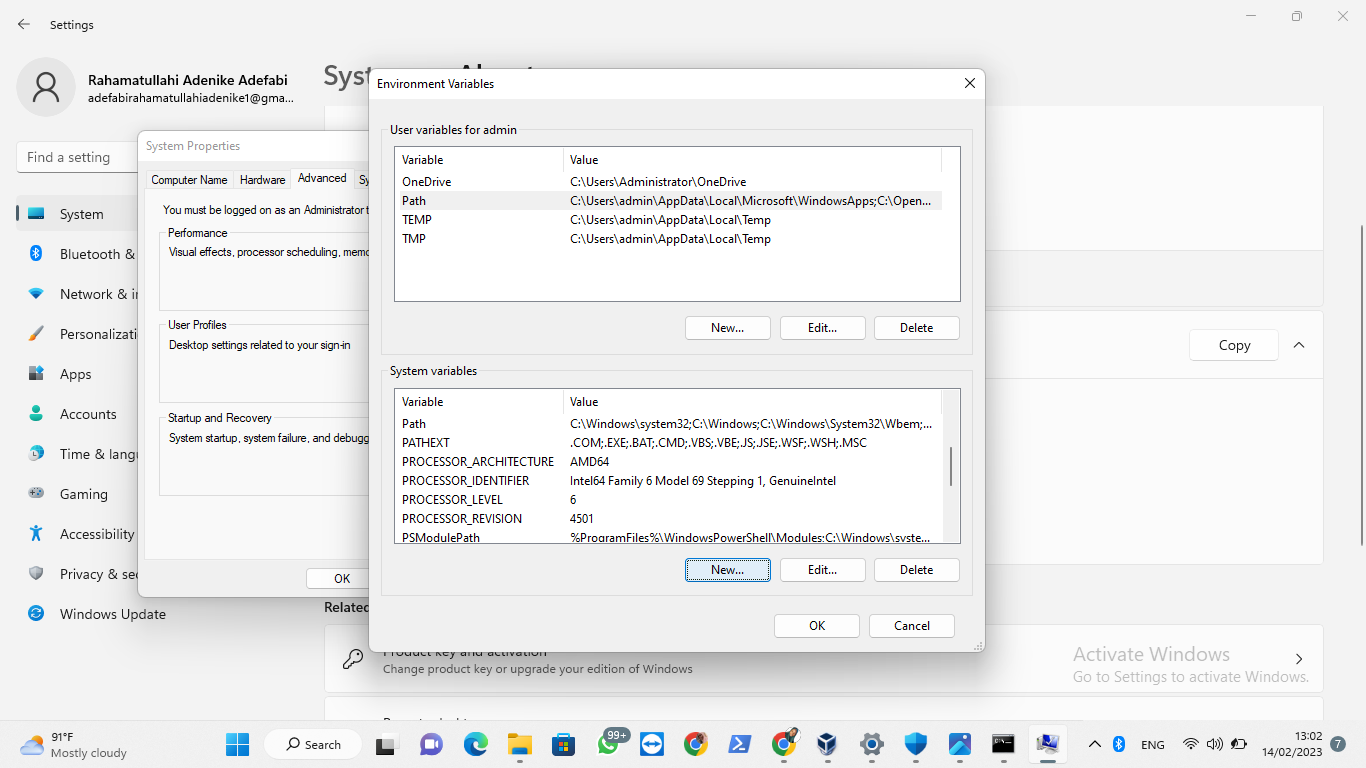 Settings
Rahamatullahi Adenike Adefabi
adefabirahamatullahiadenike1@gma...
Find a setting
System
Bluetooth &
Network &
Personalizati
Apps
Accounts
Time & langu
Gaming
Accessibility
Privacy & sec
Windows Update
System Properties
Computer Name
Hardware
Advanced
Sy
You must be logged on as an Administrator t
Performance
Visual effects, processor scheduling, memo
User Profiles
Desktop settings related to your sign-in
Startup and Recovery
System startup, system failure, and debugg
OK
Environment Variables
User variables for admin
Variable Value
OneDrive C:\Users\Administrator\OneDrive
Path C:\Users\admin\AppData\Local\Microsoft\WindowsApps;C:\Open...
TEMP C:\Users\admin\AppData\Local\Temp
TMP C:\Users\admin\AppData\Local\Temp
New... Edit... Delete
System variables
Variable Value
Path C:\Windows\system32;C:\Windows;C:\Windows\System32\Wbem;...
PATHEXT .COM;.EXE;.BAT;.CMD;.VBS;.VBE;.JS;.JSE;.WSF;.WSH;.MSC
PROCESSOR_ARCHITECTURE AMD64
PROCESSOR_IDENTIFIER Intel64 Family 6 Model 69 Stepping 1, GenuineIntel
PROCESSOR_LEVEL 6
PROCESSOR_REVISION 4501
PSModulePath %ProgramFiles%\WindowsPowerShell\Modules;C:\Windows\syste...
New... Edit... Delete
OK Cancel
Copy
Related
Product key and activation
Change product key or upgrade your edition of Windows
Activate Windows
Go to Settings to activate Windows.
91°F
Mostly cloudy
Search
99+
ENG
13:02
14/02/2023
7